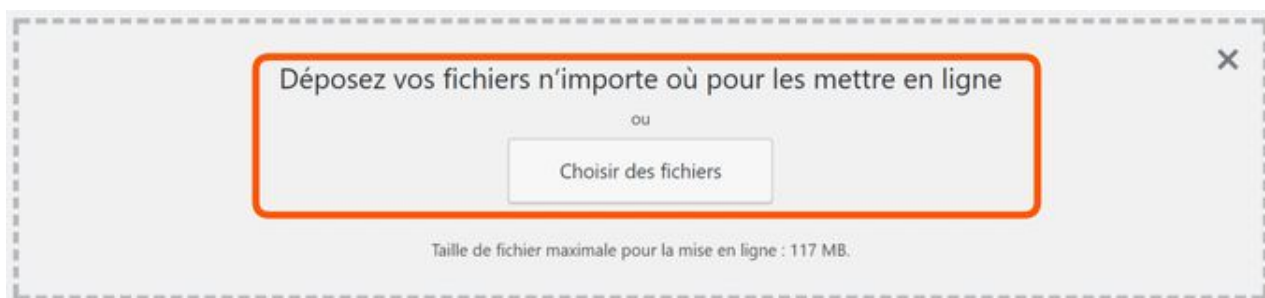 Déposez vos fichiers n’importe où pour les mettre en ligne
ou
Choisir des fichiers
Taille de fichier maximale pour la mise en ligne : 117 MB.